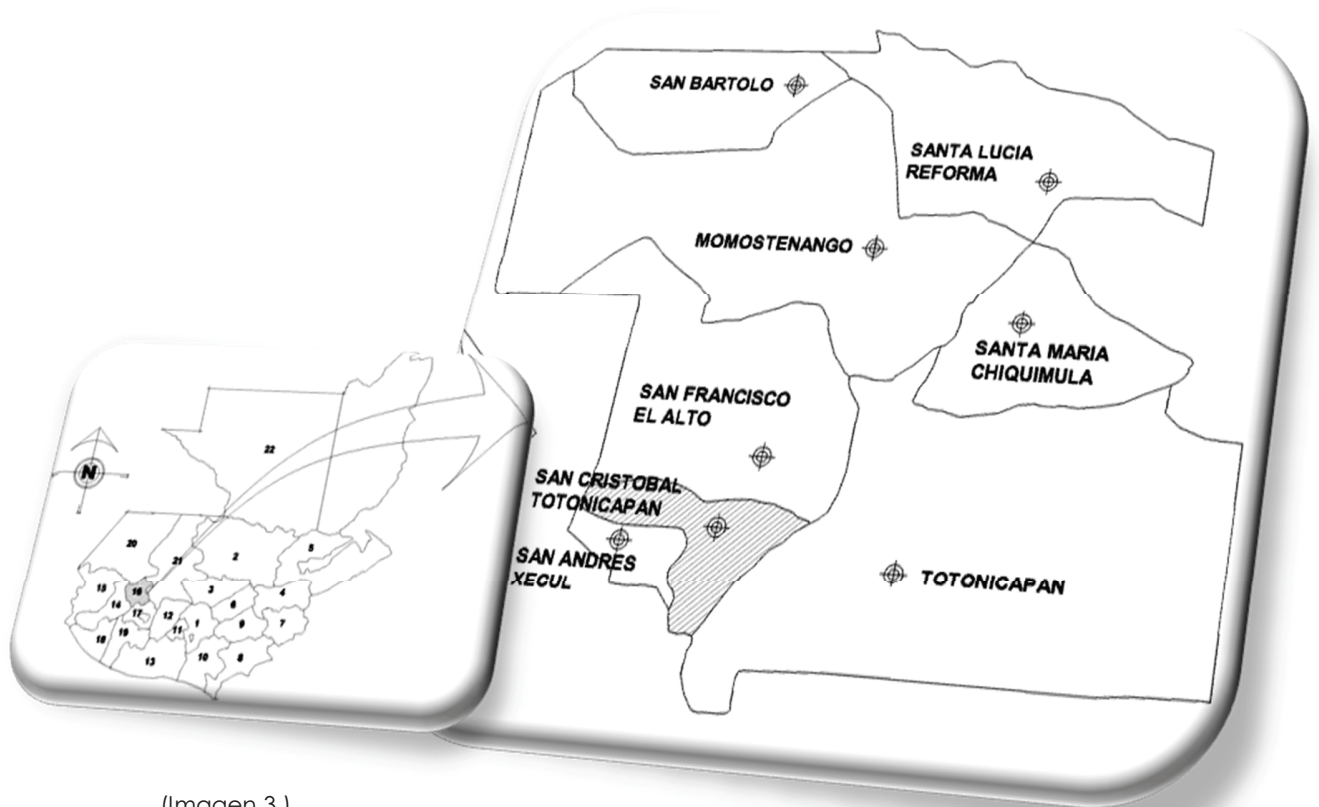 SAN BARTOLO
SANTA LUCIA
REFORMA
MOMOSTENANGO
SANTA MARIA
CHIQUIMULA
SAN FRANCISCO
EL ALTO
SAN CRISTOBAL
TOTONICAPAN
SAN ANDRES
XECUL
TOTONICAPAN
N
22
20
21
2
5
15
16
14
17
3
6
4
12
11
1
9
7
18
19
13
10
8
(Imagen 3.)